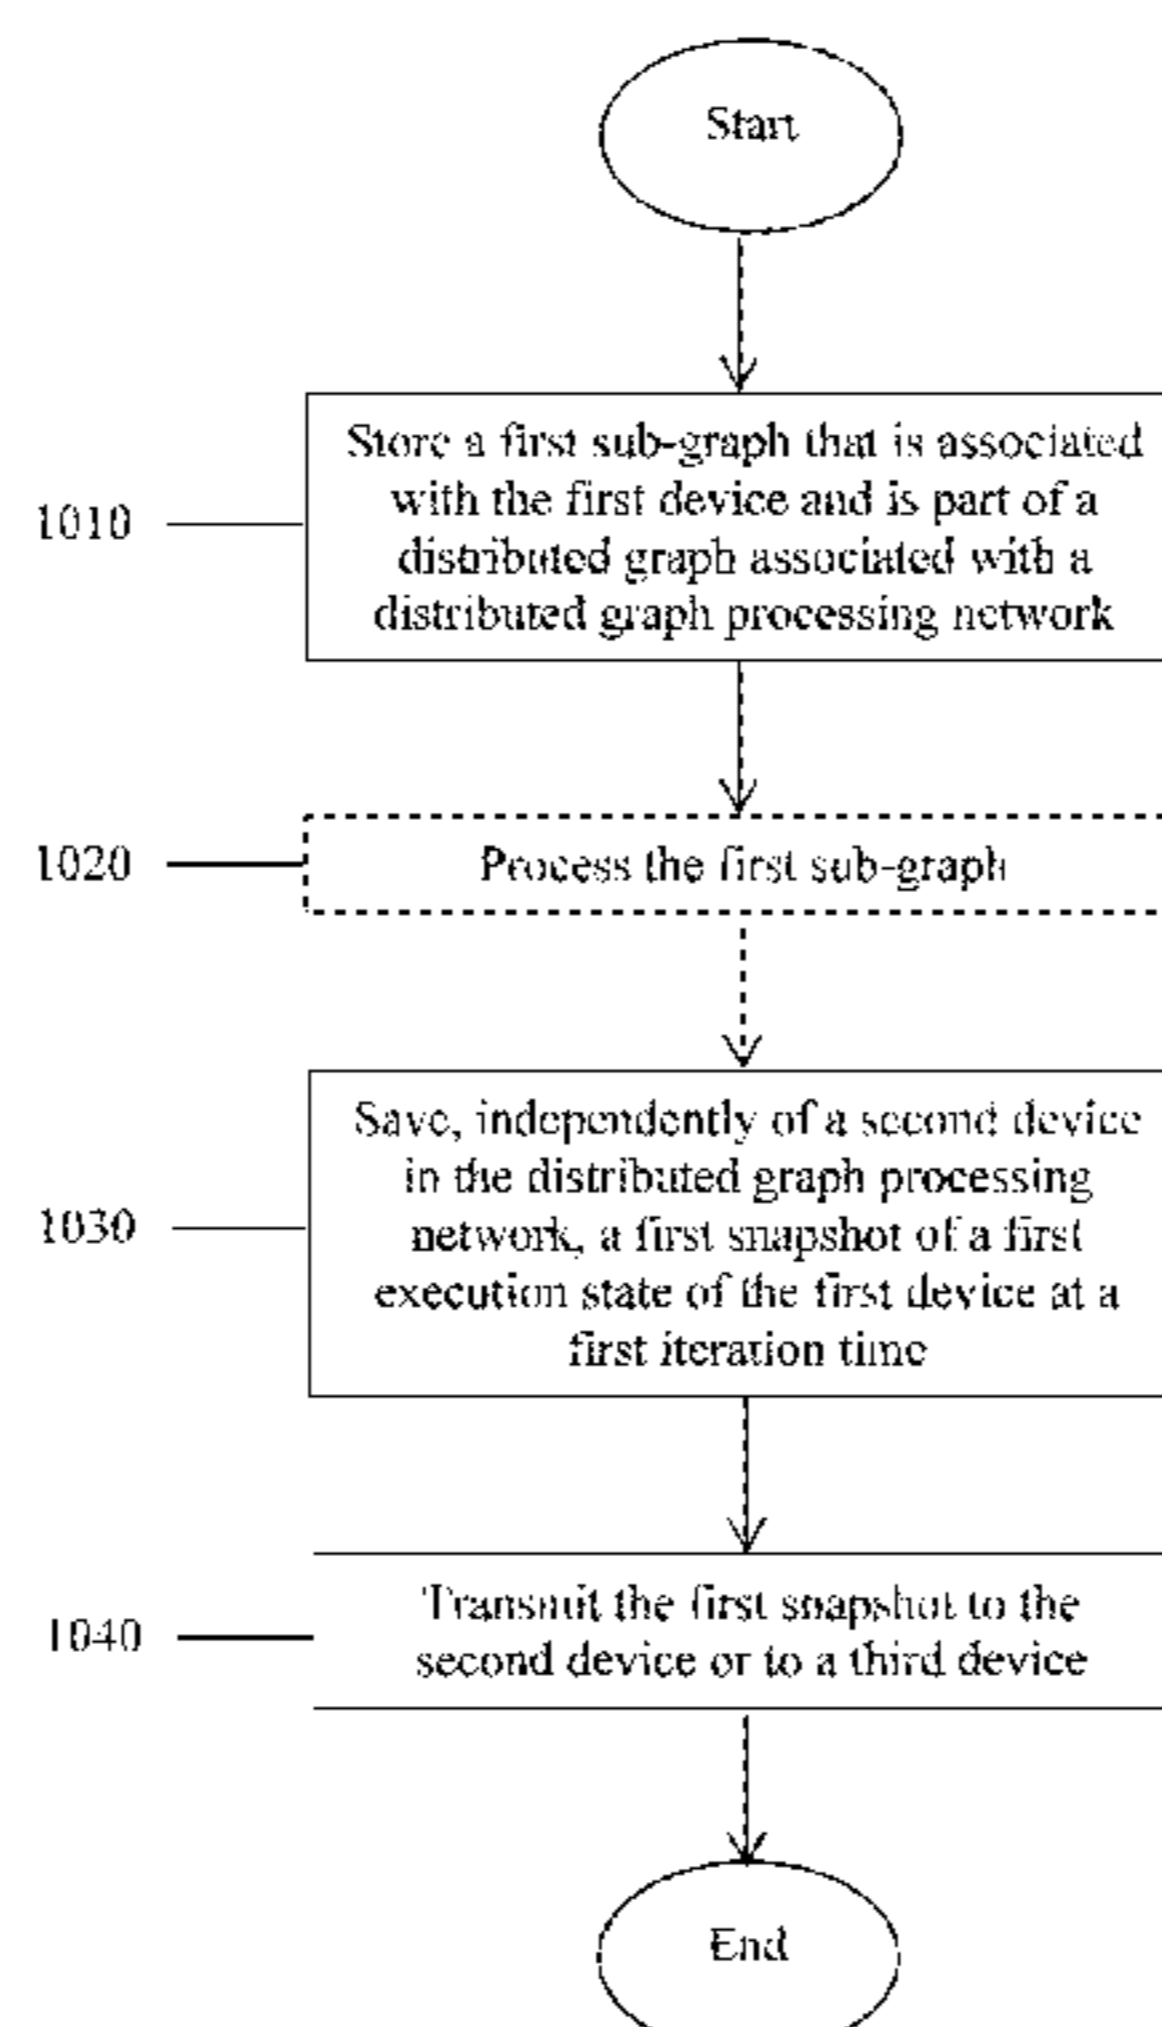 Start
1010
Store a first sub-graph that is associated
with the first device and is part of a
distributed graph associated with a
distributed graph processing network
1020
Process the first sub-graph
1030
Save, independently of a second device
in the distributed graph processing
network, a first snapshot of a first
execution state of the first device at a
first iteration time
1040
Transmit the first snapshot to the
second device or to a third device
End